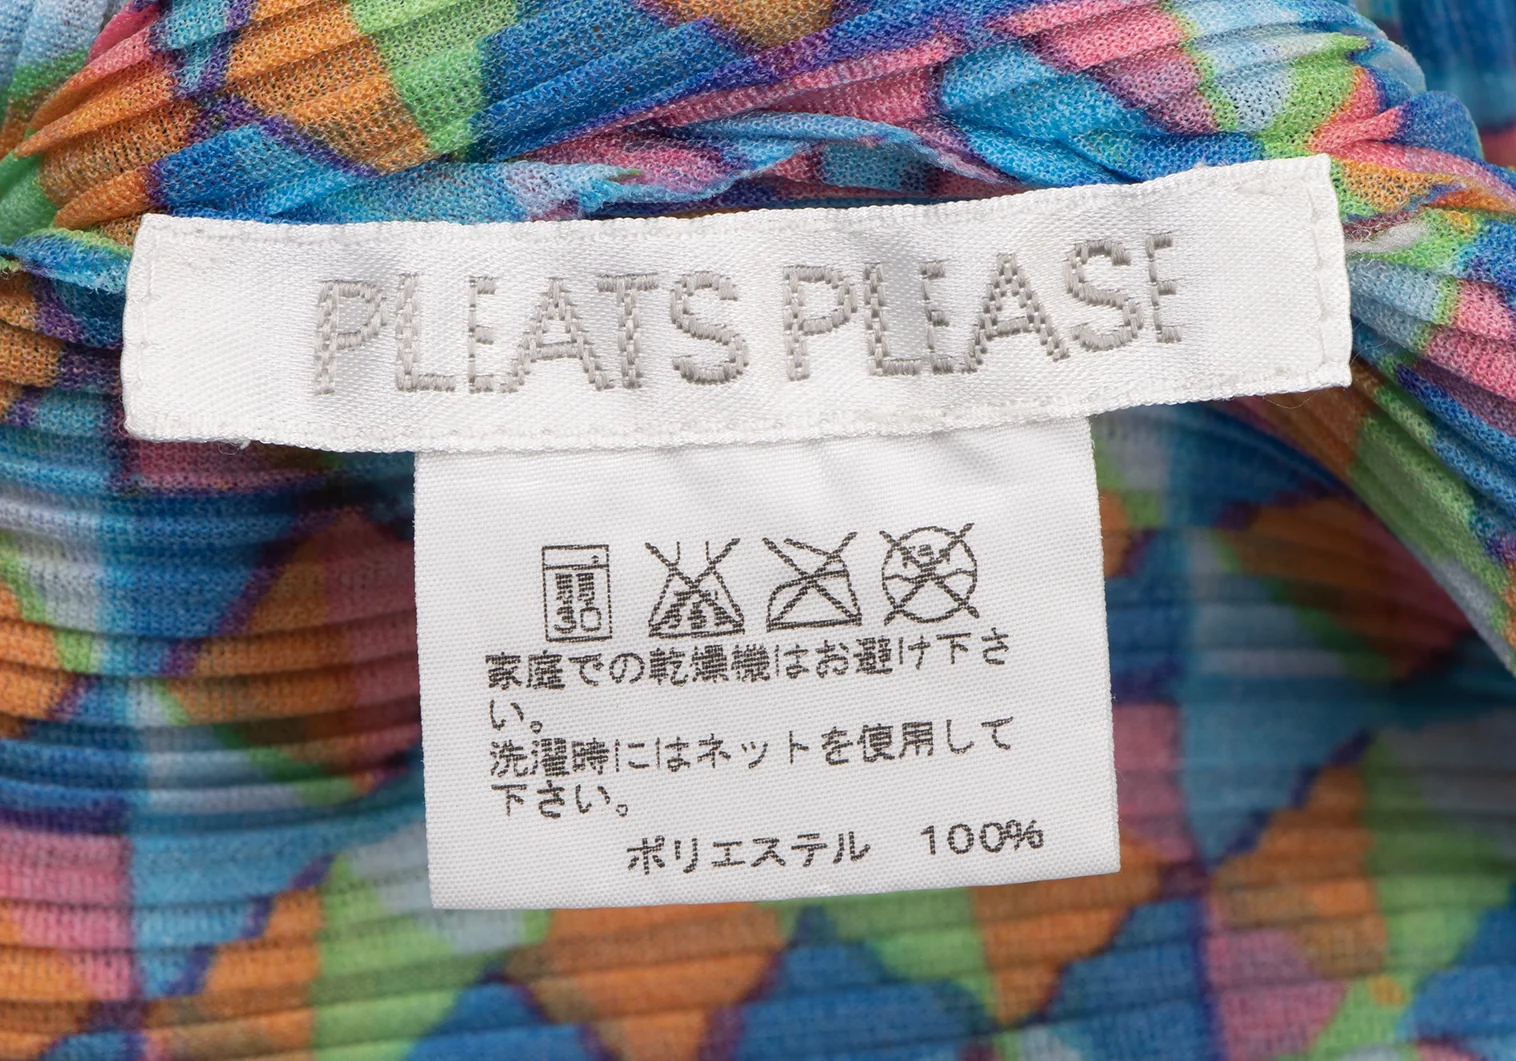 PLEATS PLEASE
30
家庭での乾燥機はお避け下さ
い。
洗濯時にはネットを使用して
下さい。
ポリエステル 100%